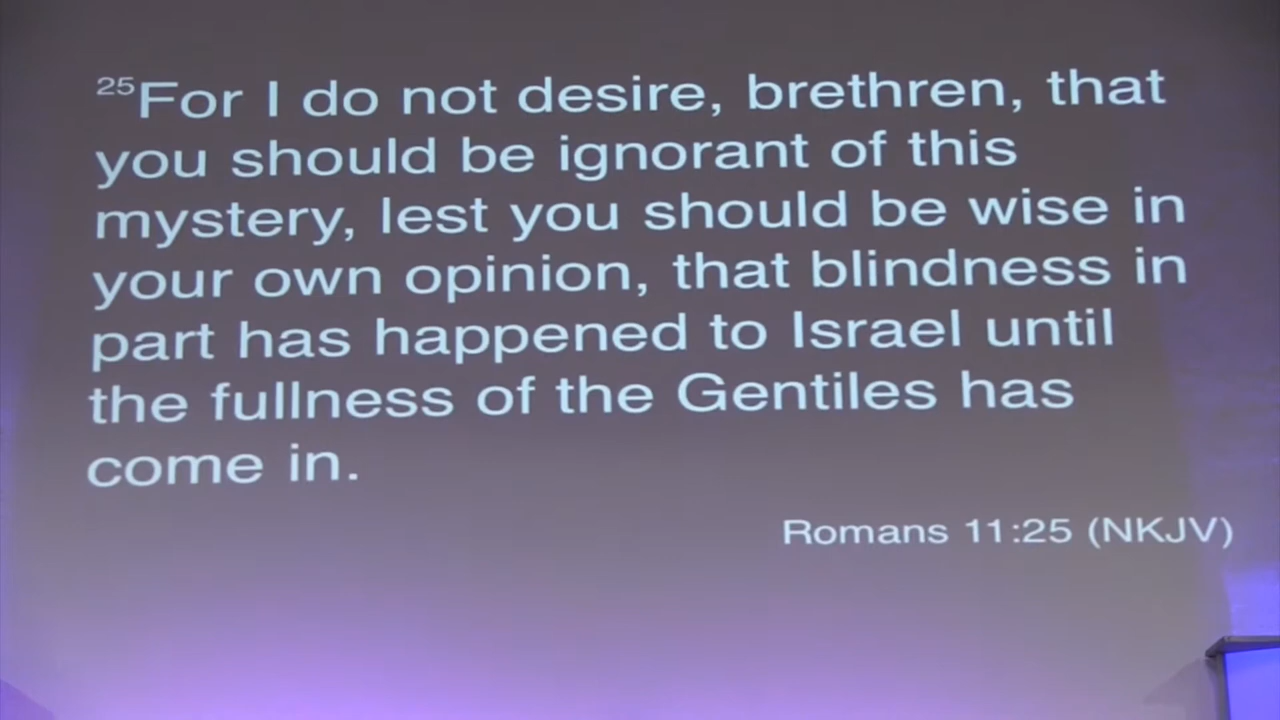 25For I do not desire, brethren, that
you should be ignorant of this
mystery, lest you should be wise in
your own opinion, that blindness in
part has happened to Israel until
the fullness of the Gentiles has
come in.
Romans 11:25 (NKJV)